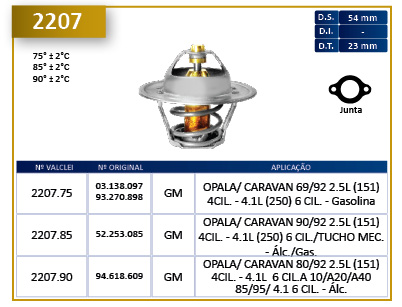 2207
D.S. 54 mm
D.I. -
D.T. 23 mm
75° ± 2°C
85° ± 2°C
90° ± 2°C
Junta
Nº VALCLEI Nº ORIGINAL APLICAÇÃO
2207.75 03.138.097 93.270.898 GM OPALA/ CARAVAN 69/92 2.5L (151)
4CIL. - 4.1L (250) 6 CIL. - Gasolina
2207.85 52.253.085 GM OPALA/ CARAVAN 90/92 2.5L (151)
4CIL. - 4.1L (250) 6 CIL./TUCHO MEC.
- Álc./Gas.
2207.90 94.618.609 GM OPALA/ CARAVAN 80/92 2.5L (151)
4CIL. - 4.1L 6 CIL.A 10/A20/A40
85/95/ 4.1 6 CIL. - Álc.